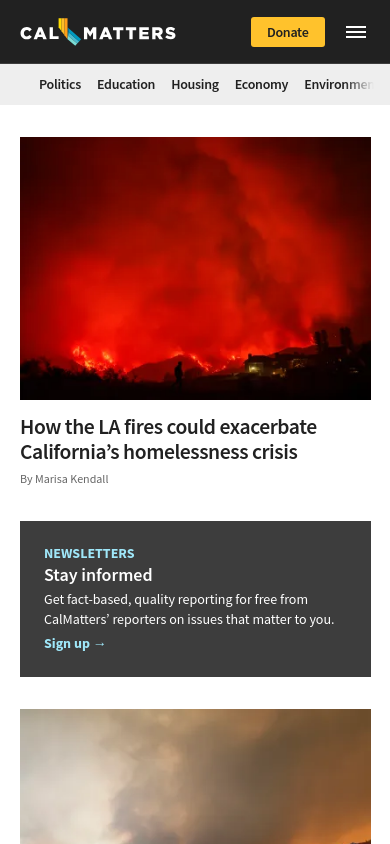 CAL MATTERS
Donate
Politics Education Housing Economy Environmen
How the LA fires could exacerbate
California's homelessness crisis
By Marisa Kendall
NEWSLETTERS
Stay informed
Get fact-based, quality reporting for free from
CalMatters' reporters on issues that matter to you.
Sign up →